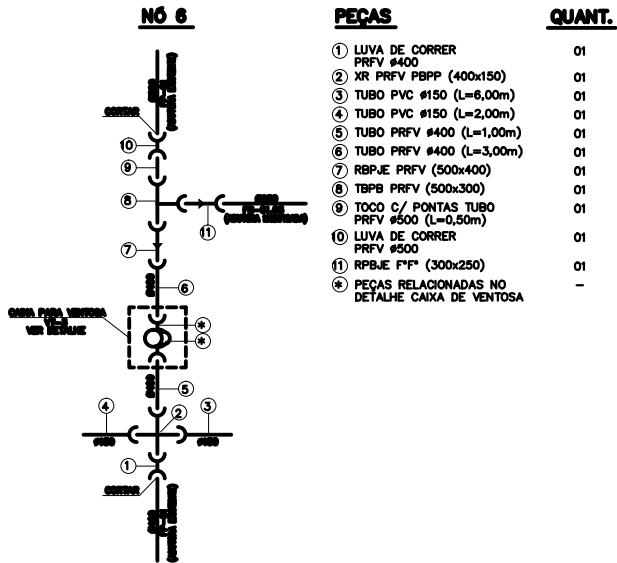 NÓ 6
CORTAR
10
9
8
11
7
ø400
6
CAIXA PARA VENTOSA
VER DETALHE
*
*
ø400
5
4
2
3
ø150
ø150
1
CORTAR
PEÇAS QUANT.
1 LUVA DE CORRER 01
PRFV ø400
2 XR PRFV PBPP (400x150) 01
3 TUBO PVC ø150 (L=6,00m) 01
4 TUBO PVC ø150 (L=2,00m) 01
5 TUBO PRFV ø400 (L=1,00m) 01
6 TUBO PRFV ø400 (L=3,00m) 01
7 RBPJE PRFV (500x400) 01
8 TBPB PRFV (500x300) 01
9 TOCO C/ PONTAS TUBO 01
PRFV ø500 (L=0,50m)
10 LUVA DE CORRER 01
PRFV ø500
11 RPBJE FºFº (300x250) 01
* PEÇAS RELACIONADAS NO –
DETALHE CAIXA DE VENTOSA